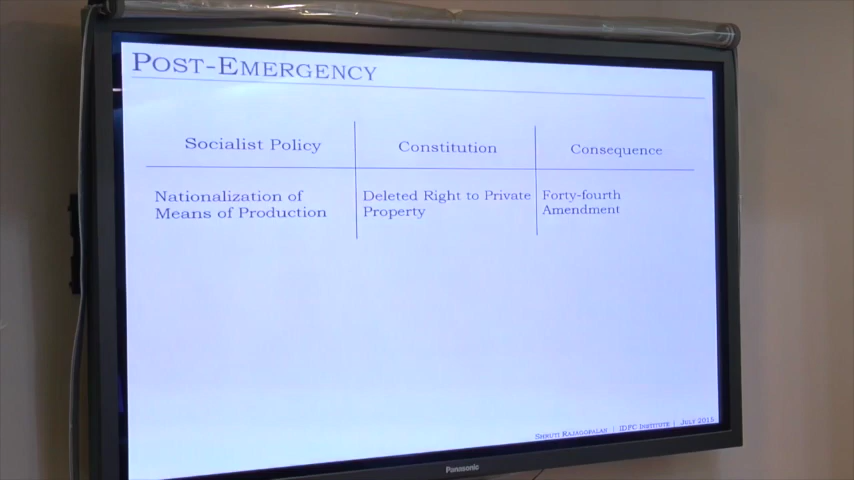 POST-EMERGENCY
Socialist Policy Constitution Consequence
Nationalization of Means of Production
Deleted Right to Private Property
Forty-fourth Amendment
SHRUTI RAJAGOPALAN | IDFC INSTITUTE | JULY 2015
Panasonic